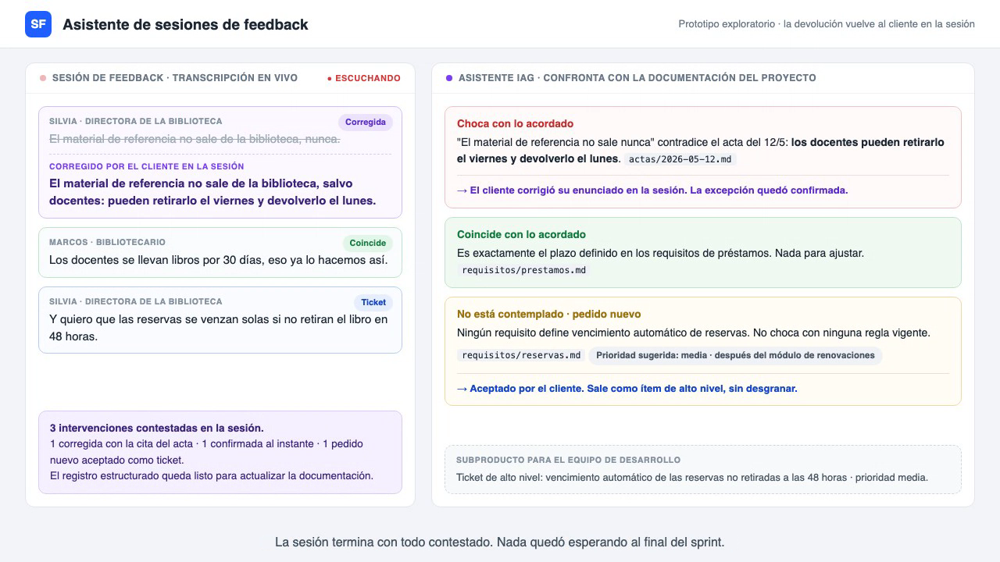 SF
Asistente de sesiones de feedback
Prototipo exploratorio · la devolución vuelve al cliente en la sesión
SESIÓN DE FEEDBACK · TRANSCRIPCIÓN EN VIVO
● ESCUCHANDO
SILVIA · DIRECTORA DE LA BIBLIOTECA
Corregida
El material de referencia no sale de la biblioteca, nunca.
CORREGIDO POR EL CLIENTE EN LA SESIÓN
El material de referencia no sale de la biblioteca, salvo
docentes: pueden retirarlo el viernes y devolverlo el lunes.
MARCOS · BIBLIOTECARIO
Coincide
Los docentes se llevan libros por 30 días, eso ya lo hacemos así.
SILVIA · DIRECTORA DE LA BIBLIOTECA
Ticket
Y quiero que las reservas se venzan solas si no retiran el libro en
48 horas.
3 intervenciones contestadas en la sesión.
1 corregida con la cita del acta · 1 confirmada al instante · 1 pedido
nuevo aceptado como ticket.
El registro estructurado queda listo para actualizar la documentación.
ASISTENTE IAG · CONFRONTA CON LA DOCUMENTACIÓN DEL PROYECTO
Choca con lo acordado
"El material de referencia no sale nunca" contradice el acta del 12/5: los docentes pueden retirarlo
el viernes y devolverlo el lunes. actas/2026-05-12.md
→ El cliente corrigió su enunciado en la sesión. La excepción quedó confirmada.
Coincide con lo acordado
Es exactamente el plazo definido en los requisitos de préstamos. Nada para ajustar.
requisitos/prestamos.md
No está contemplado · pedido nuevo
Ningún requisito define vencimiento automático de reservas. No choca con ninguna regla vigente.
requisitos/reservas.md Prioridad sugerida: media · después del módulo de renovaciones
→ Aceptado por el cliente. Sale como ítem de alto nivel, sin desgranar.
SUBPRODUCTO PARA EL EQUIPO DE DESARROLLO
Ticket de alto nivel: vencimiento automático de las reservas no retiradas a las 48 horas · prioridad media.
La sesión termina con todo contestado. Nada quedó esperando al final del sprint.